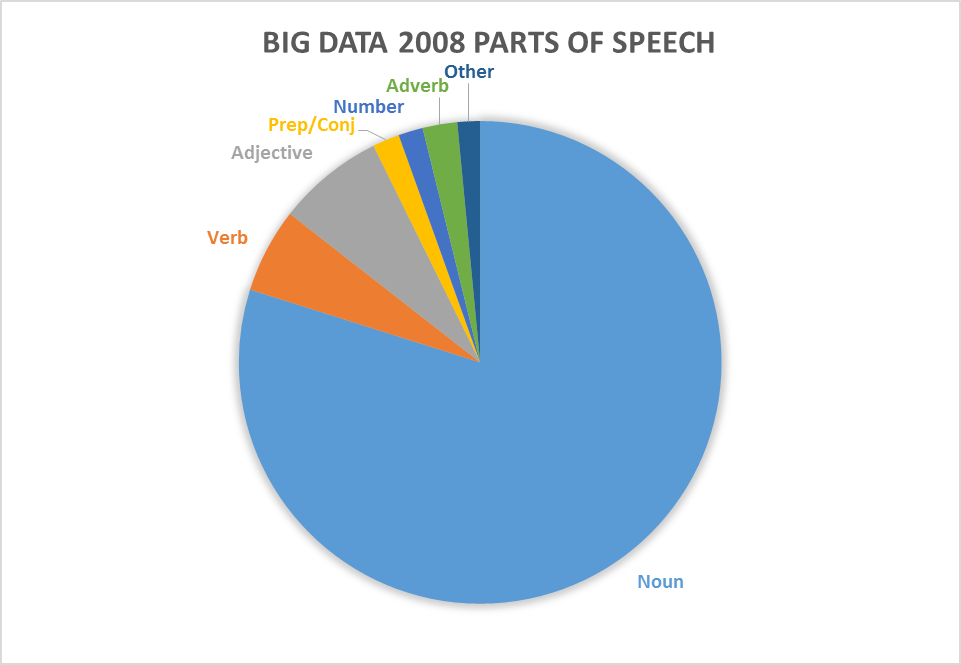 BIG DATA 2008 PARTS OF SPEECH
Other
Adverb
Number
Prep/Conj
Adjective
Verb
Noun